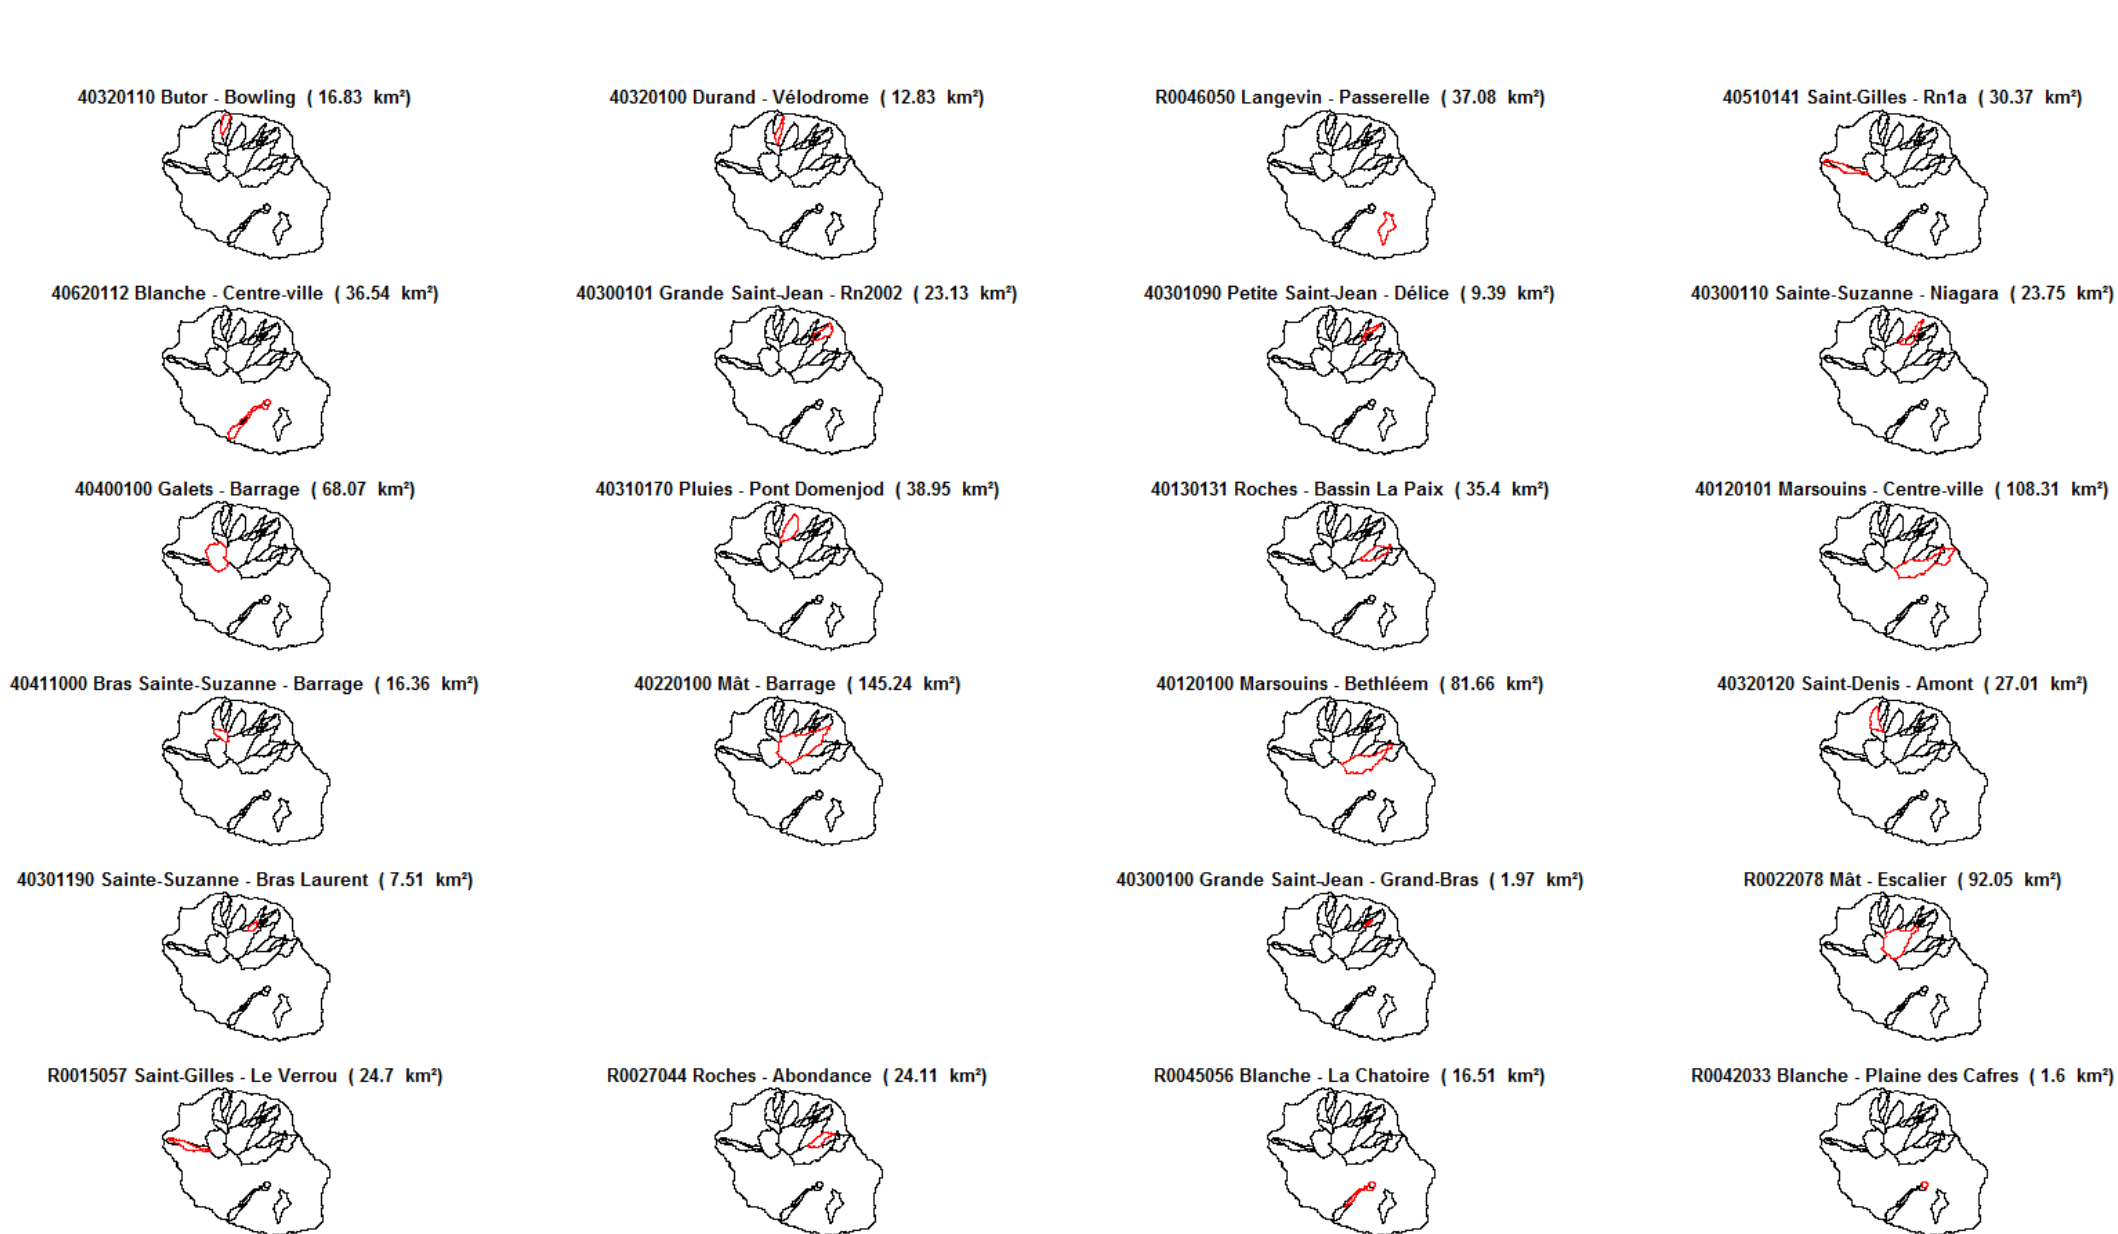 40320110 Butor - Bowling ( 16.83 km²)
40320100 Durand - Vélodrome ( 12.83 km²)
R0046050 Langevin - Passerelle ( 37.08 km²)
40510141 Saint-Gilles - Rn1a ( 30.37 km²)
40620112 Blanche - Centre-ville ( 36.54 km²)
40300101 Grande Saint-Jean - Rn2002 ( 23.13 km²)
40301090 Petite Saint-Jean - Délice ( 9.39 km²)
40300110 Sainte-Suzanne - Niagara ( 23.75 km²)
40400100 Galets - Barrage ( 68.07 km²)
40310170 Pluies - Pont Domenjod ( 38.95 km²)
40130131 Roches - Bassin La Paix ( 35.4 km²)
40120101 Marsouins - Centre-ville ( 108.31 km²)
40411000 Bras Sainte-Suzanne - Barrage ( 16.36 km²)
40220100 Mât - Barrage ( 145.24 km²)
40120100 Marsouins - Bethléem ( 81.66 km²)
40320120 Saint-Denis - Amont ( 27.01 km²)
40301190 Sainte-Suzanne - Bras Laurent ( 7.51 km²)
40300100 Grande Saint-Jean - Grand-Bras ( 1.97 km²)
R0022078 Mât - Escalier ( 92.05 km²)
R0015057 Saint-Gilles - Le Verrou ( 24.7 km²)
R0027044 Roches - Abondance ( 24.11 km²)
R0045056 Blanche - La Chatoire ( 16.51 km²)
R0042033 Blanche - Plaine des Cafres ( 1.6 km²)